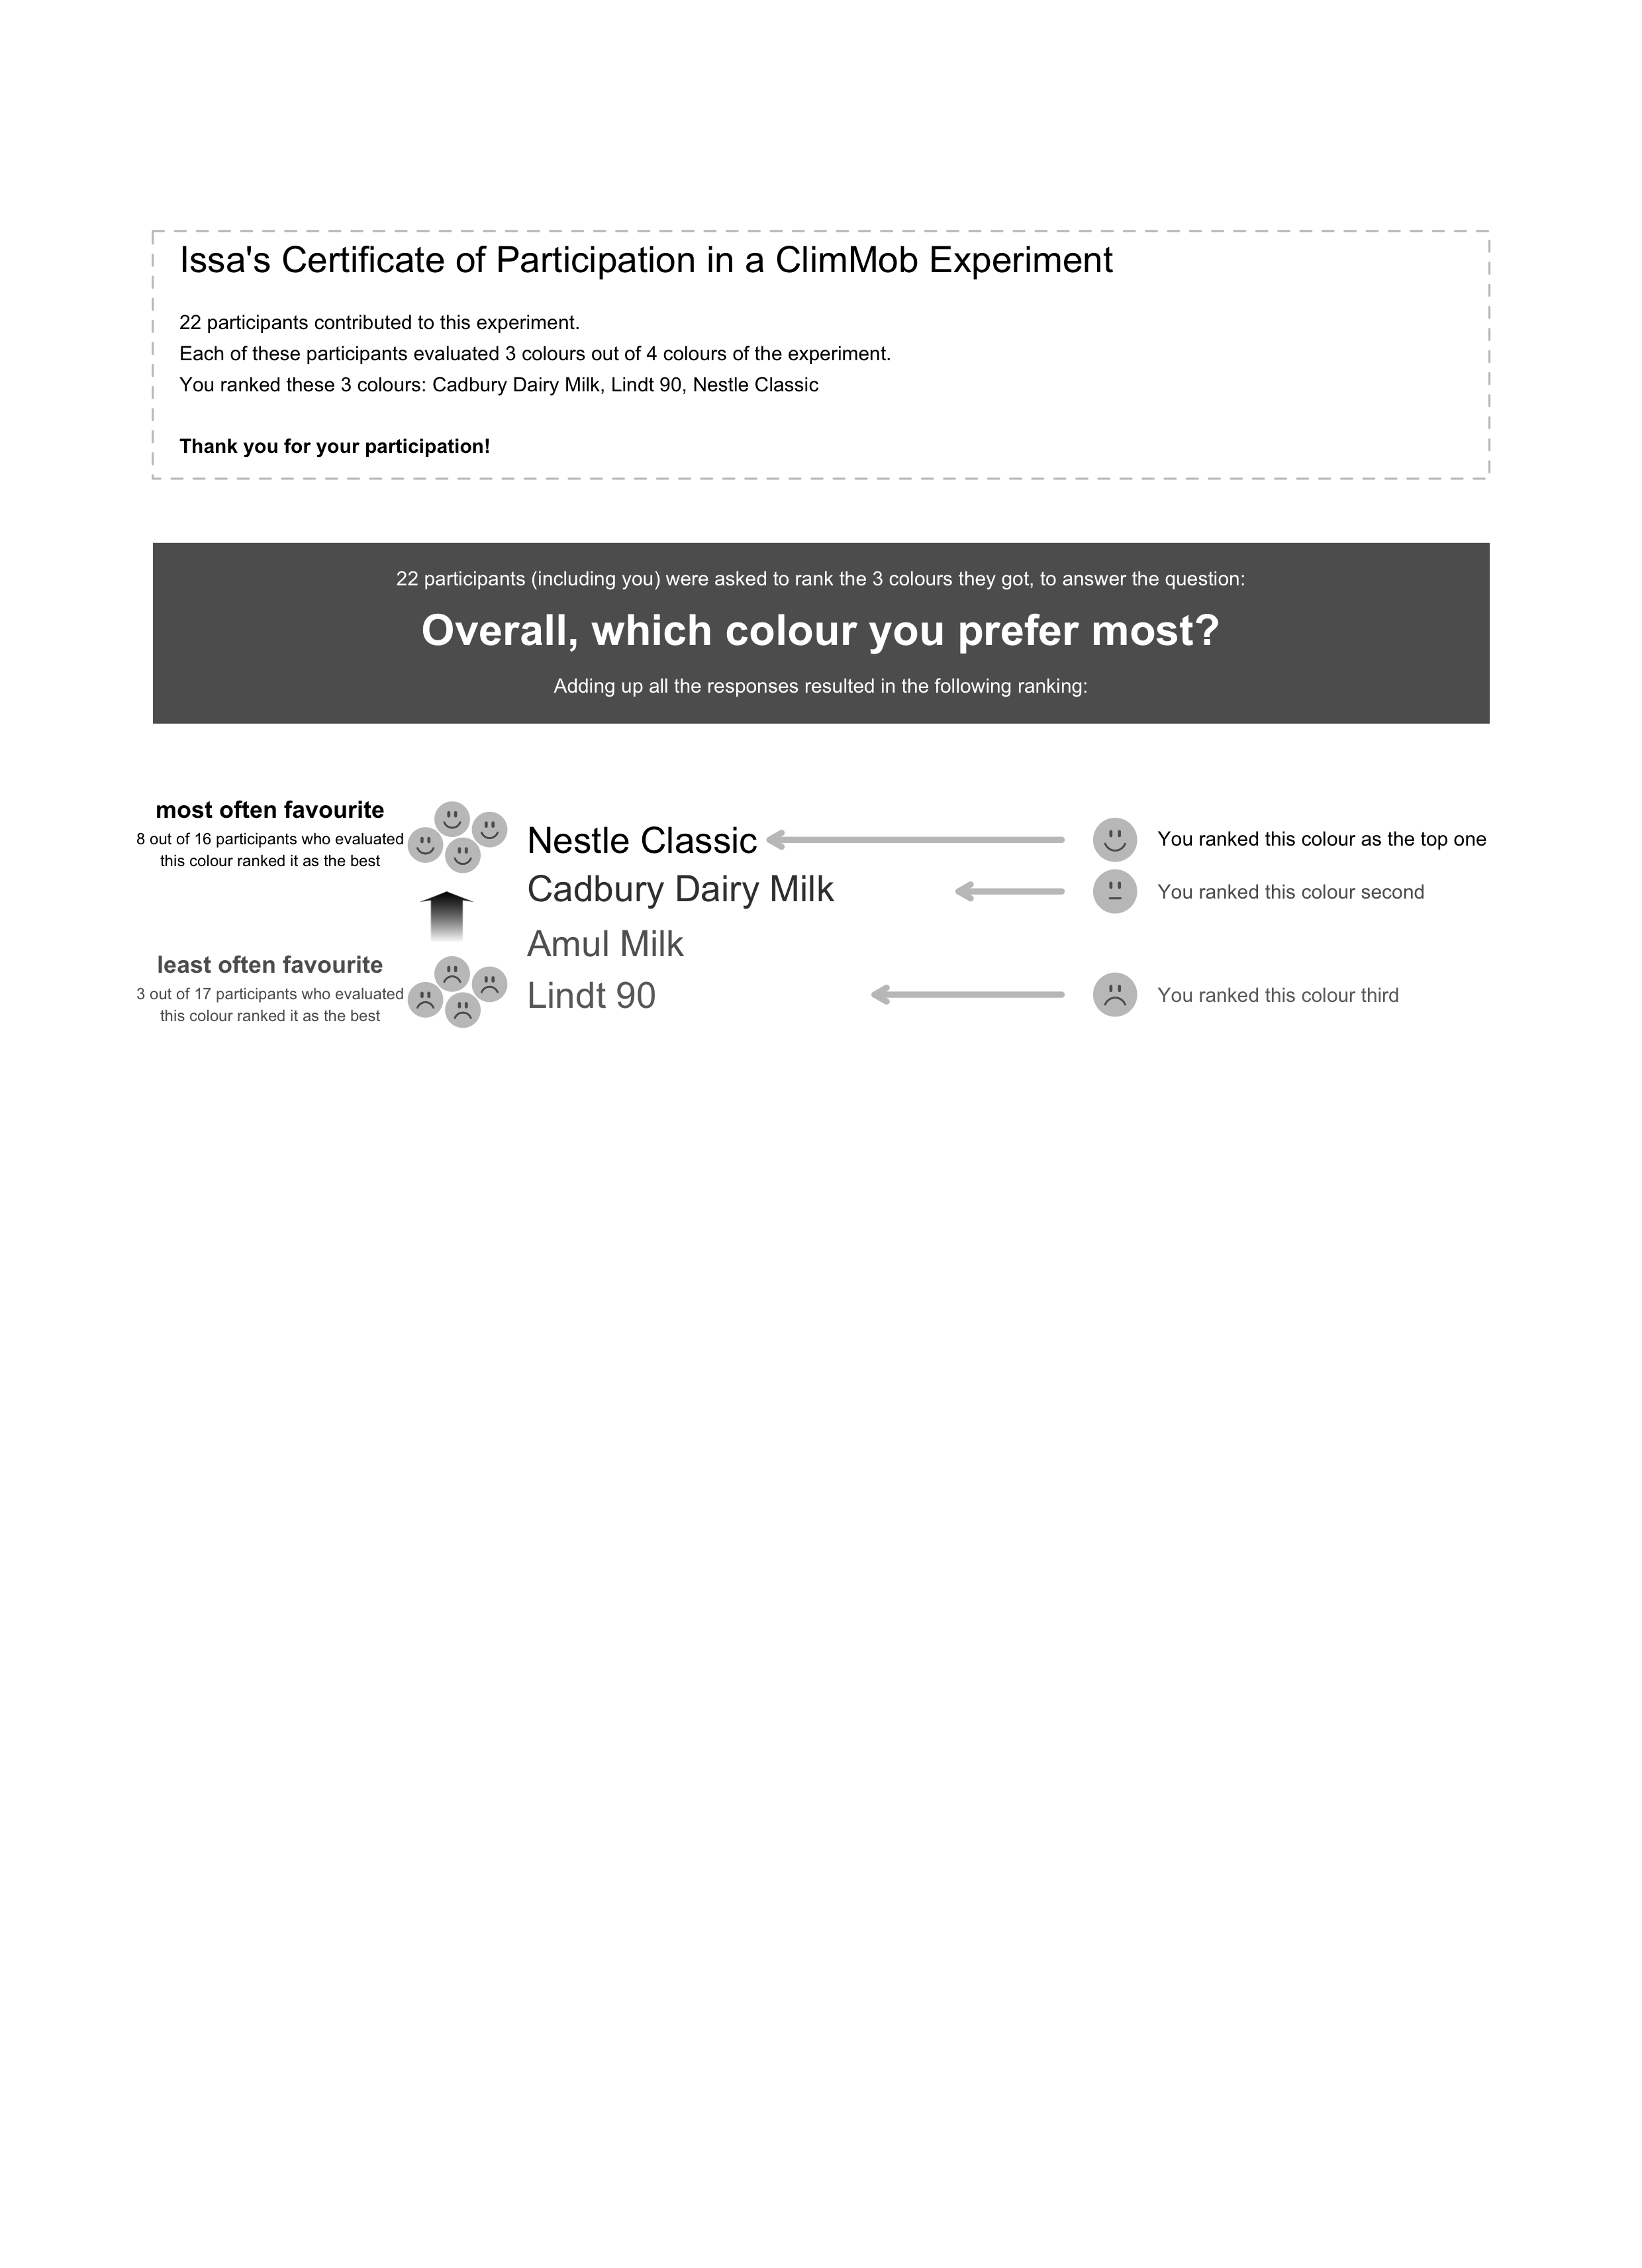 Issa's Certificate of Participation in a ClimMob Experiment
22 participants contributed to this experiment.
Each of these participants evaluated 3 colours out of 4 colours of the experiment.
You ranked these 3 colours: Cadbury Dairy Milk, Lindt 90, Nestle Classic
Thank you for your participation!
22 participants (including you) were asked to rank the 3 colours they got, to answer the question:
Overall, which colour you prefer most?
Adding up all the responses resulted in the following ranking:
most often favourite
8 out of 16 participants who evaluated
this colour ranked it as the best
Nestle Classic
You ranked this colour as the top one
Cadbury Dairy Milk
You ranked this colour second
Amul Milk
least often favourite
3 out of 17 participants who evaluated
this colour ranked it as the best
Lindt 90
You ranked this colour third